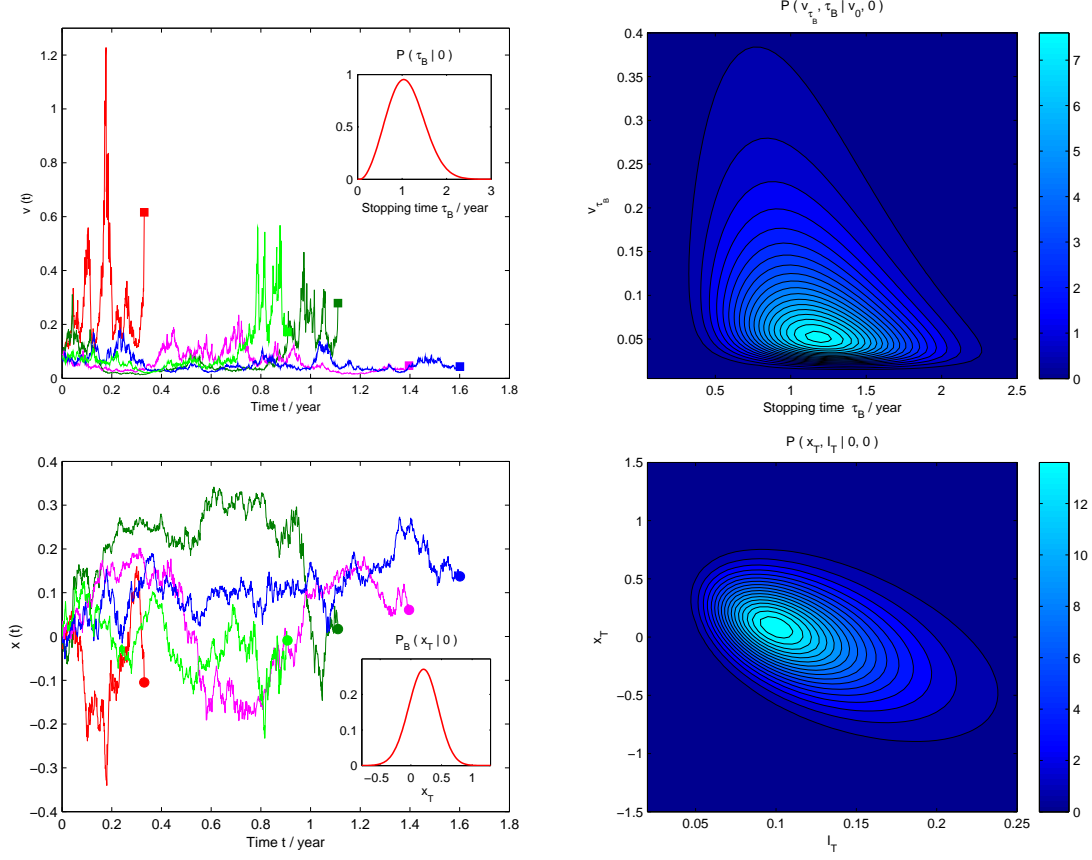 1.2
1
0.8
0.6
0.4
0.2
0
v (t)
0 0.2 0.4 0.6 0.8 1 1.2 1.4 1.6 1.8
Time t / year
P ( τ_B | 0)
1
0.5
0
0 1 2 3
Stopping time τ_B / year
P ( v_{τ_B}, τ_B | v_0, 0)
0.4
0.35
0.3
0.25
0.2
0.15
0.1
0.05
v_{τ_B}
0.5 1 1.5 2 2.5
Stopping time τ_B / year
7
6
5
4
3
2
1
0
0.4
0.3
0.2
0.1
0
−0.1
−0.2
−0.3
−0.4
x (t)
0 0.2 0.4 0.6 0.8 1 1.2 1.4 1.6 1.8
Time t / year
P_B ( x_T | 0)
0.2
0.1
0
−0.5 0 0.5 1
x_T
P ( x_T, I_T | 0, 0)
1.5
1
0.5
0
−0.5
−1
−1.5
x_T
0.05 0.1 0.15 0.2 0.25
I_T
12
10
8
6
4
2
0